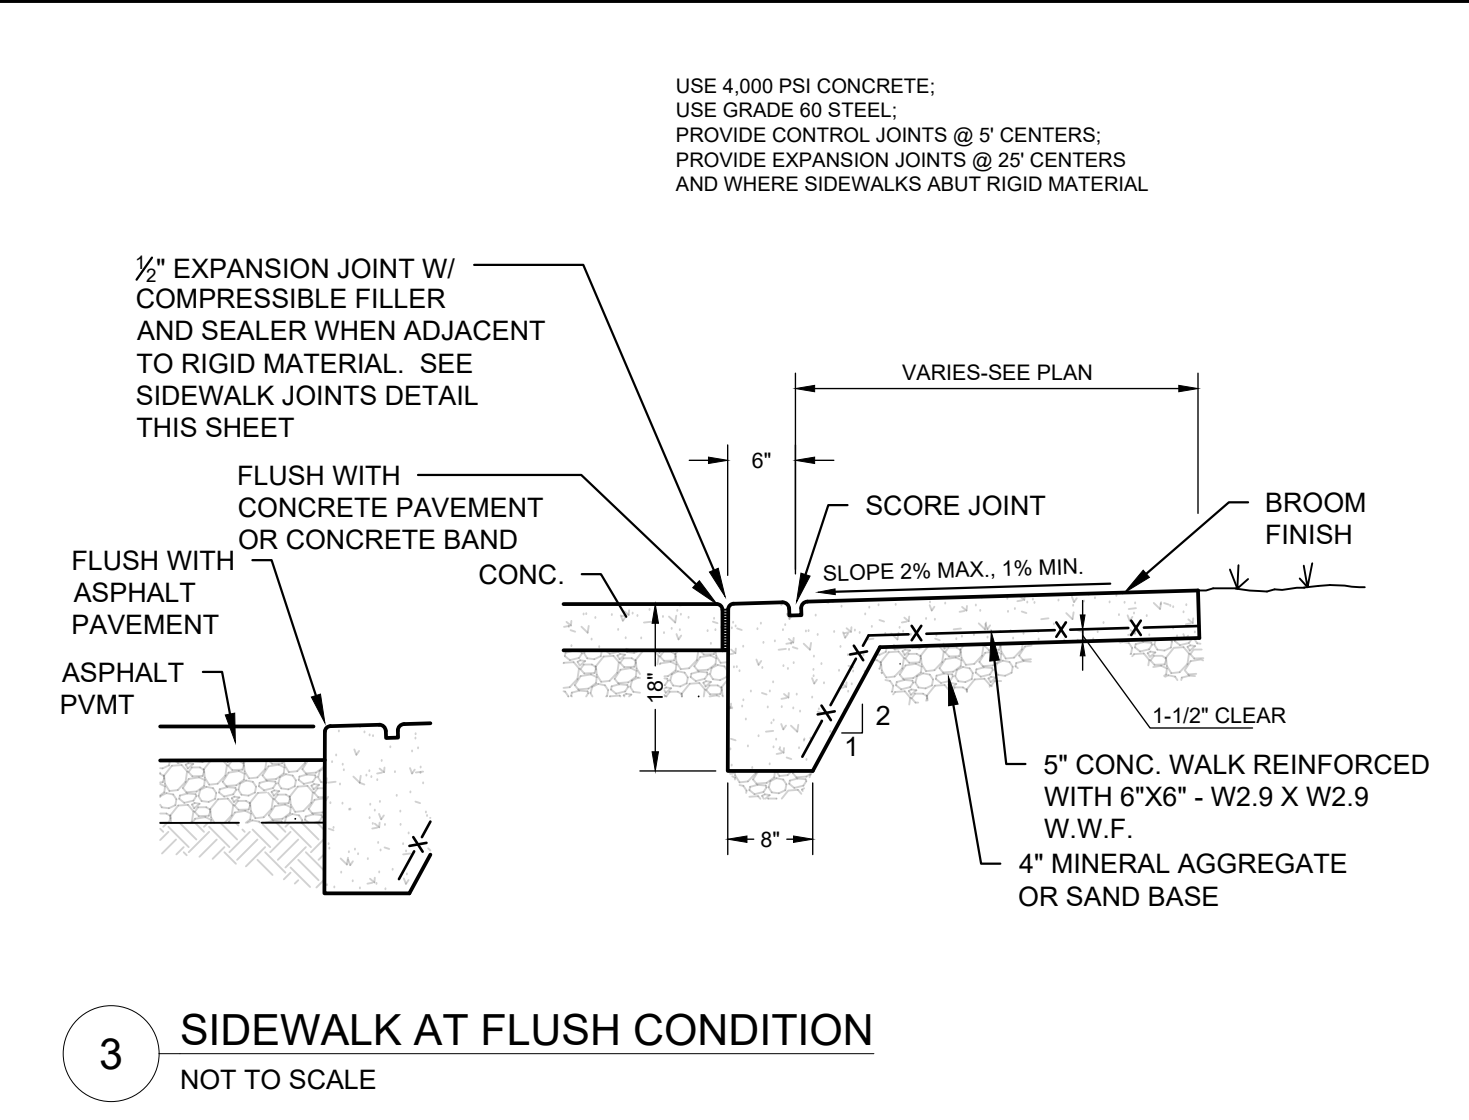 USE 4,000 PSI CONCRETE;
USE GRADE 60 STEEL;
PROVIDE CONTROL JOINTS @ 5' CENTERS;
PROVIDE EXPANSION JOINTS @ 25' CENTERS
AND WHERE SIDEWALKS ABUT RIGID MATERIAL
½" EXPANSION JOINT W/
COMPRESSIBLE FILLER
AND SEALER WHEN ADJACENT
TO RIGID MATERIAL. SEE
SIDEWALK JOINTS DETAIL
THIS SHEET
VARIES-SEE PLAN
6"
FLUSH WITH
CONCRETE PAVEMENT
OR CONCRETE BAND
SCORE JOINT
BROOM
FINISH
FLUSH WITH
ASPHALT
PAVEMENT
CONC.
SLOPE 2% MAX., 1% MIN.
ASPHALT
PVMT
18"
2
1
1-1/2" CLEAR
5" CONC. WALK REINFORCED
WITH 6"X6" - W2.9 X W2.9
W.W.F.
8"
4" MINERAL AGGREGATE
OR SAND BASE
3
SIDEWALK AT FLUSH CONDITION
NOT TO SCALE